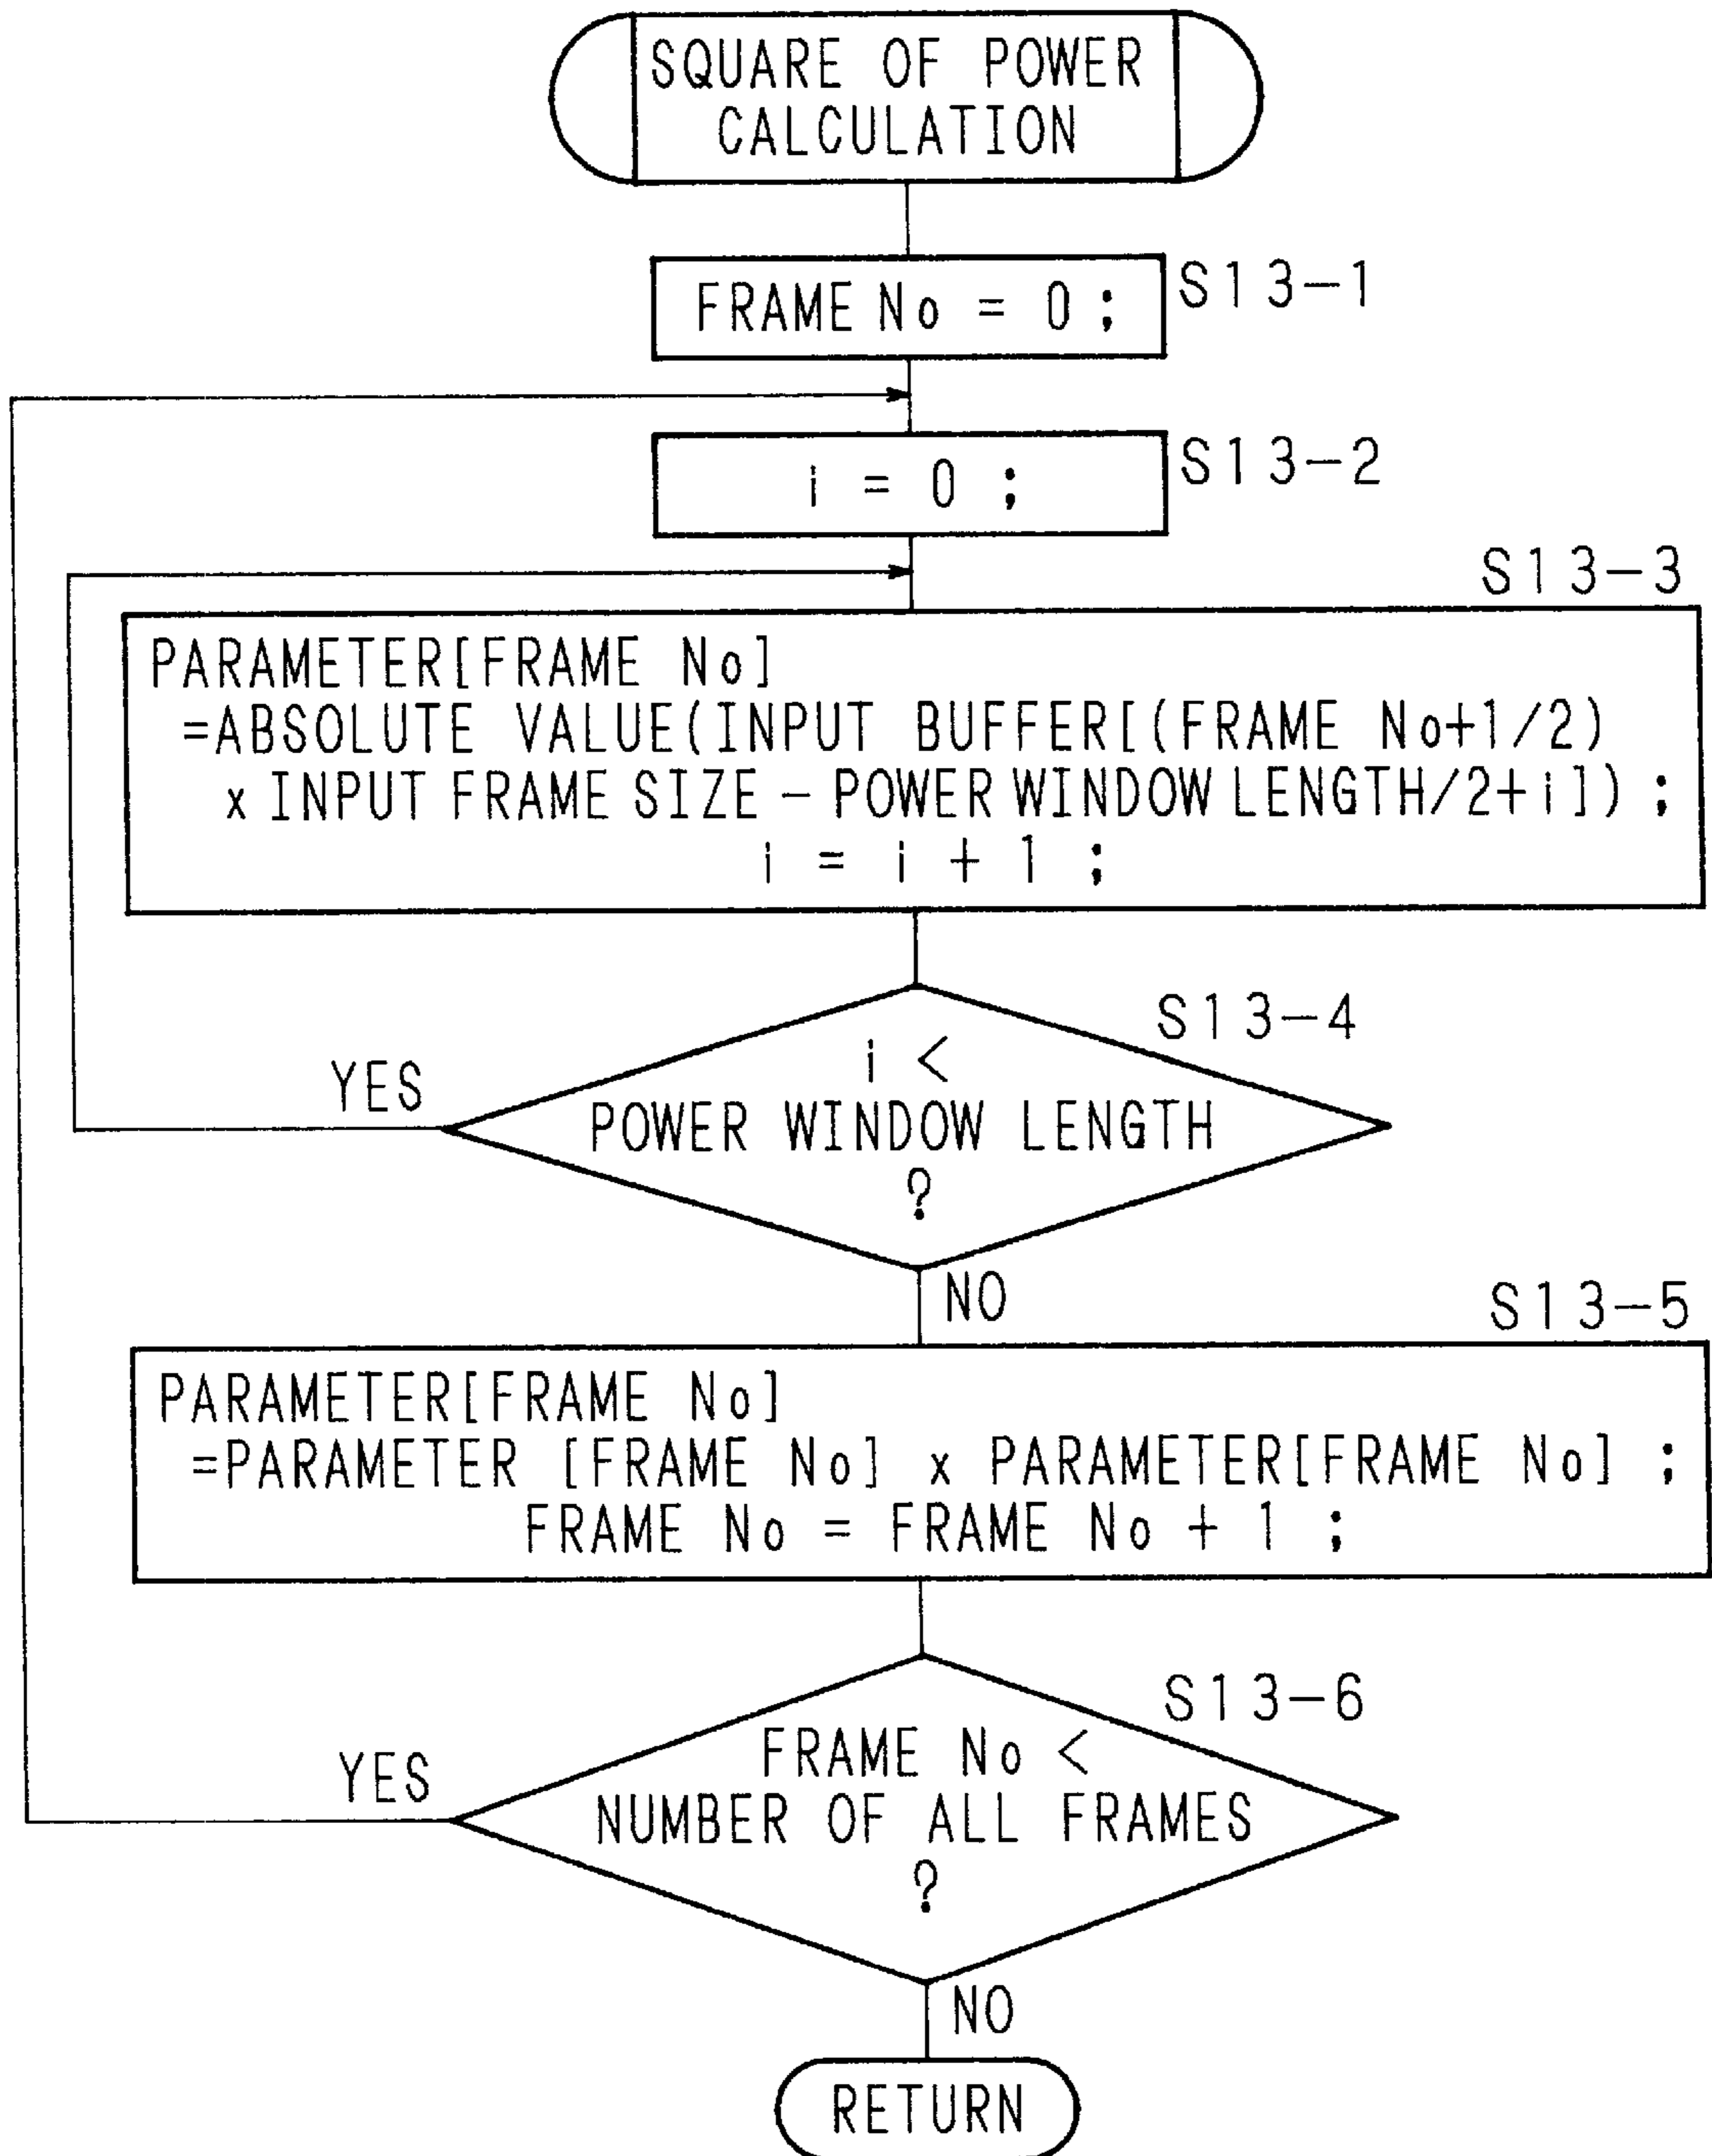 SQUARE OF POWER
CALCULATION
FRAME No = 0 ;
S13-1
i = 0 ;
S13-2
S13-3
PARAMETER[FRAME No]
=ABSOLUTE VALUE(INPUT BUFFER[(FRAME No+1/2)
x INPUT FRAME SIZE - POWER WINDOW LENGTH/2+i]) ;
i = i + 1 ;
S13-4
i <
POWER WINDOW LENGTH
?
YES
NO
S13-5
PARAMETER[FRAME No]
=PARAMETER [FRAME No] x PARAMETER[FRAME No] ;
FRAME No = FRAME No + 1 ;
S13-6
FRAME No <
NUMBER OF ALL FRAMES
?
YES
NO
RETURN